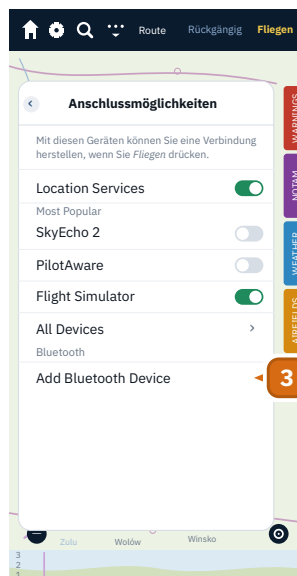 Route Rückgängig Fliegen
Anschlussmöglichkeiten
Mit diesen Geräten können Sie eine Verbindung
herstellen, wenn Sie Fliegen drücken.
Location Services
Most Popular
SkyEcho 2
PilotAware
Flight Simulator
All Devices
Bluetooth
Add Bluetooth Device
3
WARNINGS
NOTAM
WEATHER
AIRFIELDS
Zulu Wolów Winsko
3
2
1